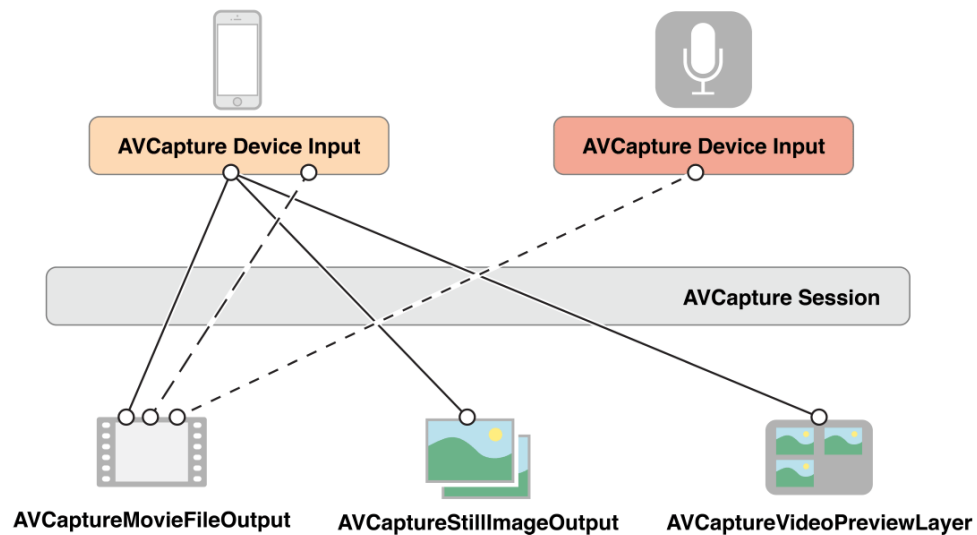 AVCapture Device Input
AVCapture Device Input
AVCapture Session
AVCaptureMovieFileOutput
AVCaptureStillImageOutput
AVCaptureVideoPreviewLayer